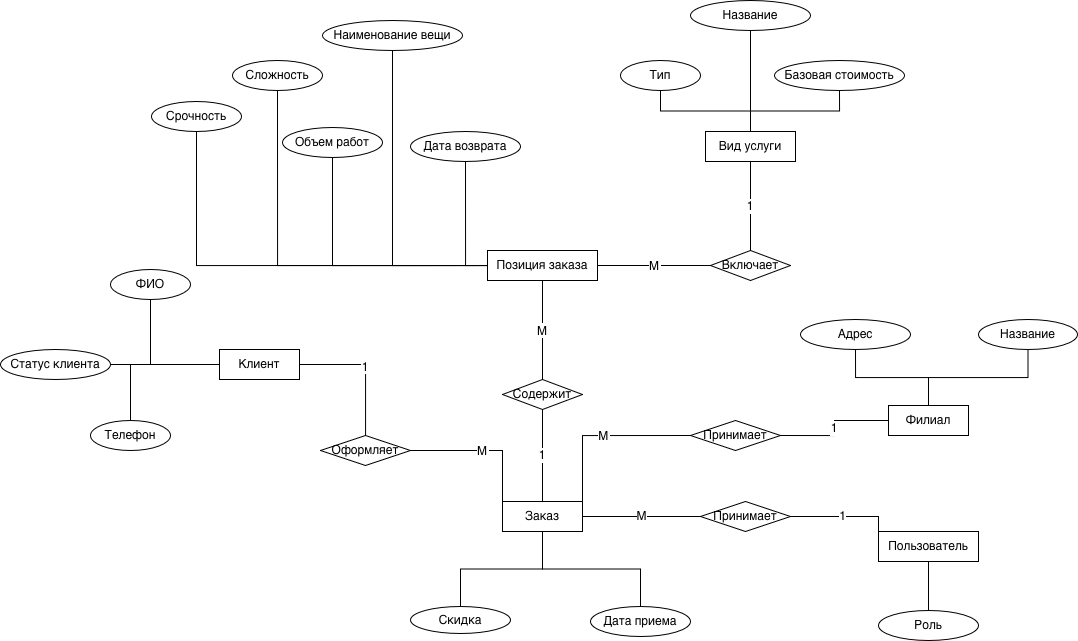 Название
Наименование вещи
Сложность
Тип
Базовая стоимость
Срочность
Объем работ
Дата возврата
Вид услуги
1
Позиция заказа
М
Включает
ФИО
М
Адрес
Название
Статус клиента
Клиент
1
Содержит
Филиал
Телефон
Оформляет
М
1
М
Принимает
1
Заказ
М
Принимает
1
Пользователь
Скидка
Дата приема
Роль